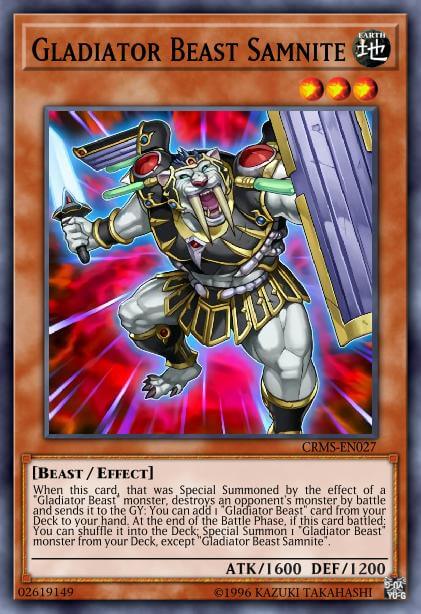 Gladiator Beast Samnite
EARTH
地
CRMS-EN027
[Beast / Effect]
When this card, that was Special Summoned by the effect of a
"Gladiator Beast" monster, destroys an opponent's monster by battle
and sends it to the GY: You can add 1 "Gladiator Beast" card from your
Deck to your hand. At the end of the Battle Phase, if this card battled:
You can shuffle it into the Deck; Special Summon 1 "Gladiator Beast"
monster from your Deck, except "Gladiator Beast Samnite".
ATK/1600 DEF/1200
02619149
©1996 KAZUKI TAKAHASHI